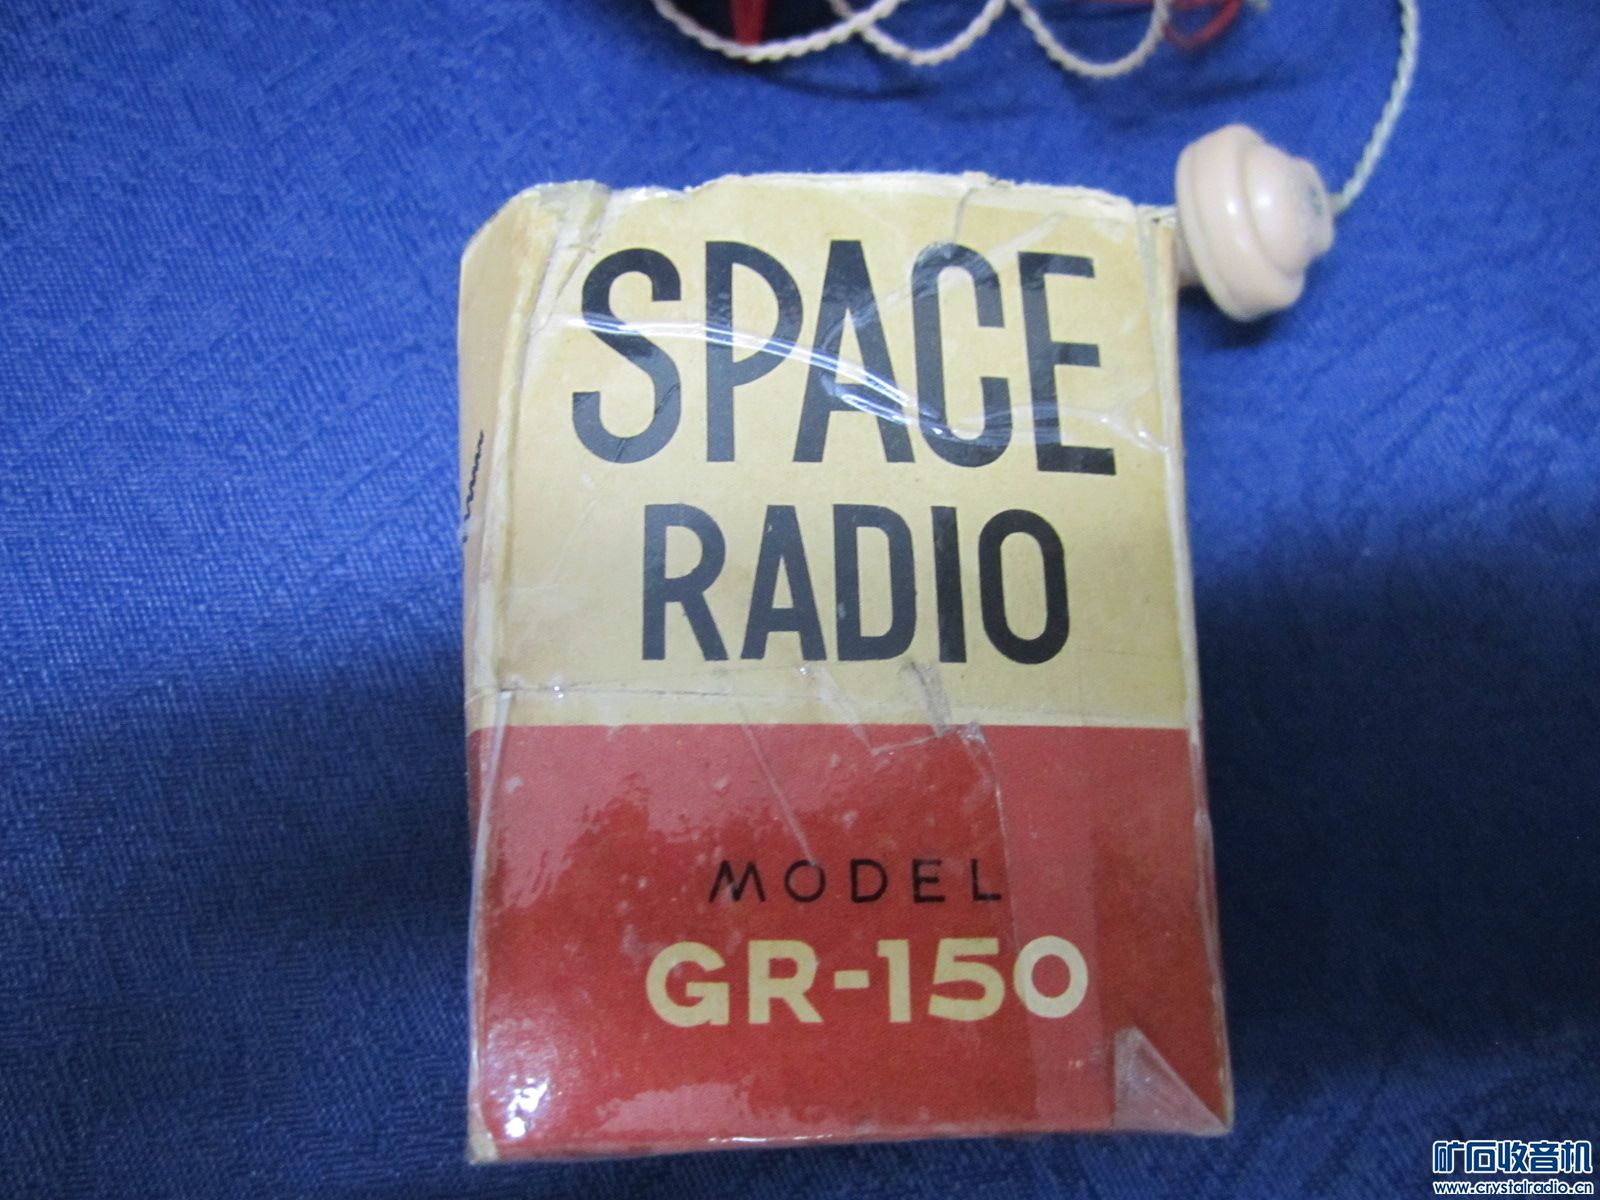 SPACE
RADIO
MODEL
GR-150
矿石收音机
www.crystalradio.cn